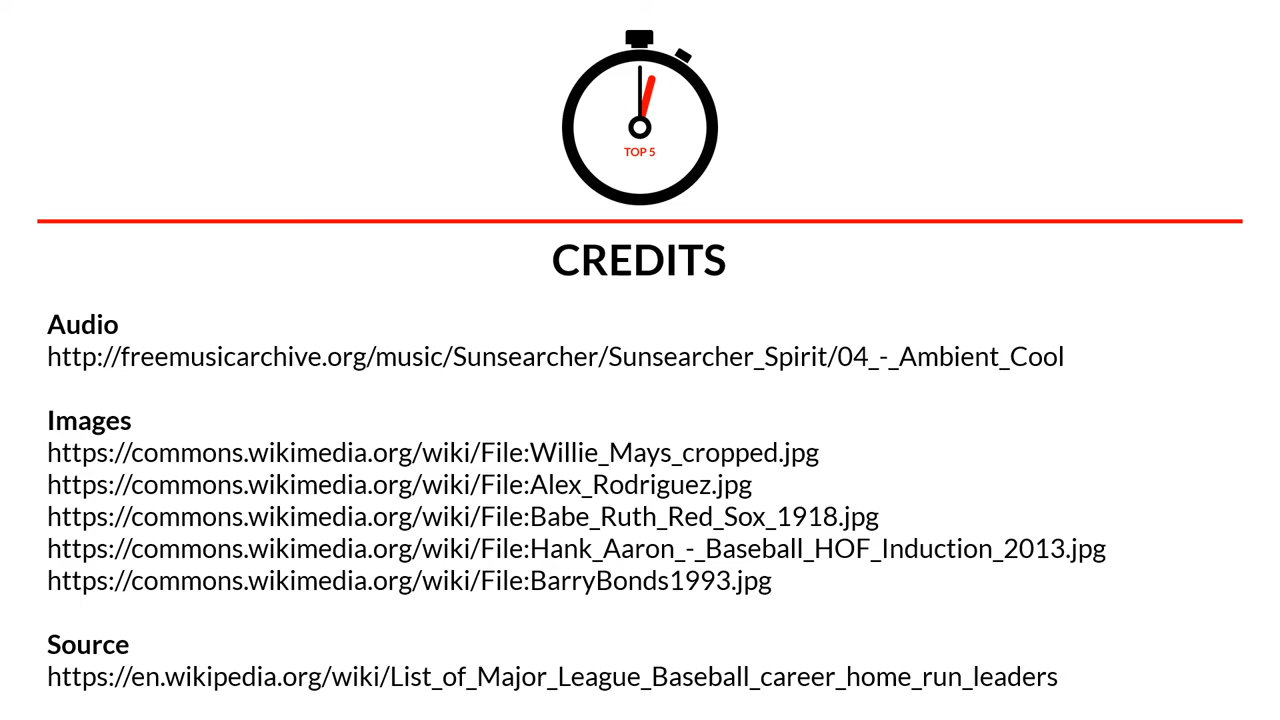 TOP 5
CREDITS
Audio
http://freemusicarchive.org/music/Sunsearcher/Sunsearcher_Spirit/04_-_Ambient_Cool
Images
https://commons.wikimedia.org/wiki/File:Willie_Mays_cropped.jpg
https://commons.wikimedia.org/wiki/File:Alex_Rodriguez.jpg
https://commons.wikimedia.org/wiki/File:Babe_Ruth_Red_Sox_1918.jpg
https://commons.wikimedia.org/wiki/File:Hank_Aaron_-_Baseball_HOF_Induction_2013.jpg
https://commons.wikimedia.org/wiki/File:BarryBonds1993.jpg
Source
https://en.wikipedia.org/wiki/List_of_Major_League_Baseball_career_home_run_leaders